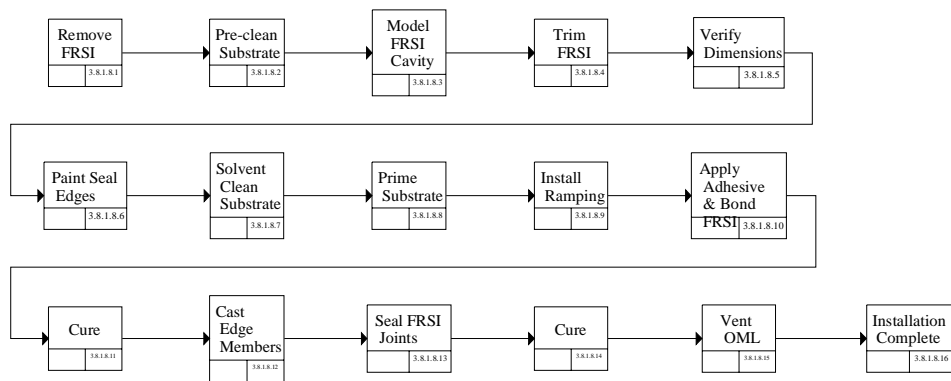 Remove
FRSI
3.8.1.8.1
Pre-clean
Substrate
3.8.1.8.2
Model
FRSI
Cavity
3.8.1.8.3
Trim
FRSI
3.8.1.8.4
Verify
Dimensions
3.8.1.8.5
Paint Seal
Edges
3.8.1.8.6
Solvent
Clean
Substrate
3.8.1.8.7
Prime
Substrate
3.8.1.8.8
Install
Ramping
3.8.1.8.9
Apply
Adhesive
& Bond
FRSI
3.8.1.8.10
Cure
3.8.1.8.11
Cast
Edge
Members
3.8.1.8.12
Seal FRSI
Joints
3.8.1.8.13
Cure
3.8.1.8.14
Vent
OML
3.8.1.8.15
Installation
Complete
3.8.1.8.16